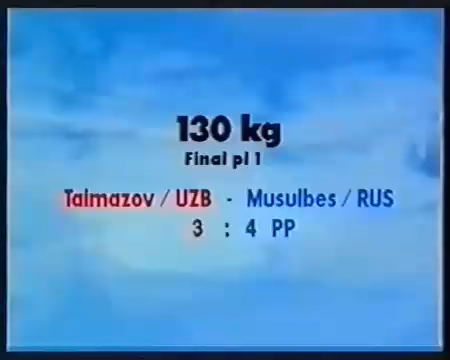 130 kg
Final pl 1
Taimazov / UZB - Musulbes / RUS
3 : 4 PP